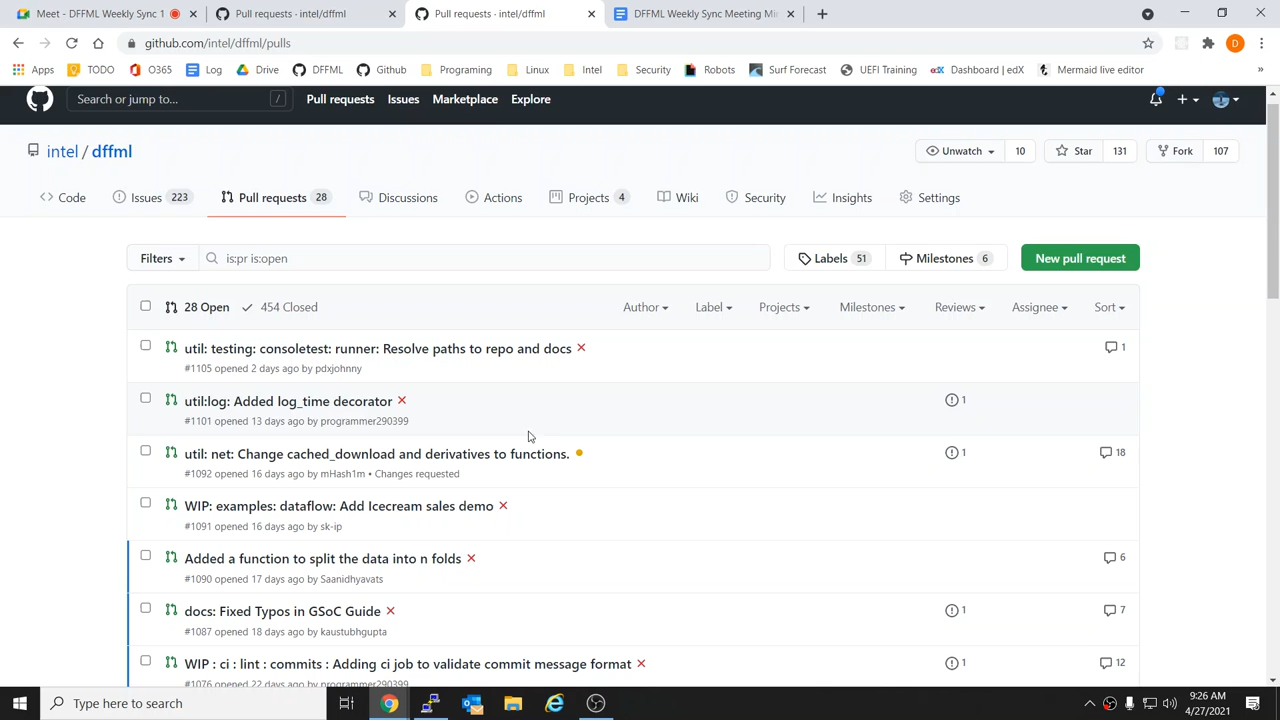 Meet - DFFML Weekly Sync 1
Pull requests · intel/dffml
Pull requests · intel/dffml
DFFML Weekly Sync Meeting Mi
github.com/intel/dffml/pulls
D
Apps
TODO
O365
Log
Drive
DFFML
Github
Programing
Linux
Intel
Security
Robots
Surf Forecast
UEFI Training
edX
Dashboard | edX
Mermaid live editor
»
Search or jump to...
/
Pull requests
Issues
Marketplace
Explore
intel / dffml
Unwatch
10
Star
131
Fork
107
Code
Issues 223
Pull requests 28
Discussions
Actions
Projects 4
Wiki
Security
Insights
Settings
Filters
is:pr is:open
Labels 51
Milestones 6
New pull request
28 Open
454 Closed
Author
Label
Projects
Milestones
Reviews
Assignee
Sort
util: testing: consoletest: runner: Resolve paths to repo and docs
1
#1105 opened 2 days ago by pdxjohnny
util:log: Added log_time decorator
1
#1101 opened 13 days ago by programmer290399
util: net: Change cached_download and derivatives to functions.
1
18
#1092 opened 16 days ago by mHash1m • Changes requested
WIP: examples: dataflow: Add Icecream sales demo
#1091 opened 16 days ago by sk-ip
Added a function to split the data into n folds
6
#1090 opened 17 days ago by Saanidhyavats
docs: Fixed Typos in GSoC Guide
1
7
#1087 opened 18 days ago by kaustubhgupta
WIP : ci : lint : commits : Adding ci job to validate commit message format
1
12
#1076 opened 22 days ago by programmer290399
Type here to search
9:26 AM
4/27/2021